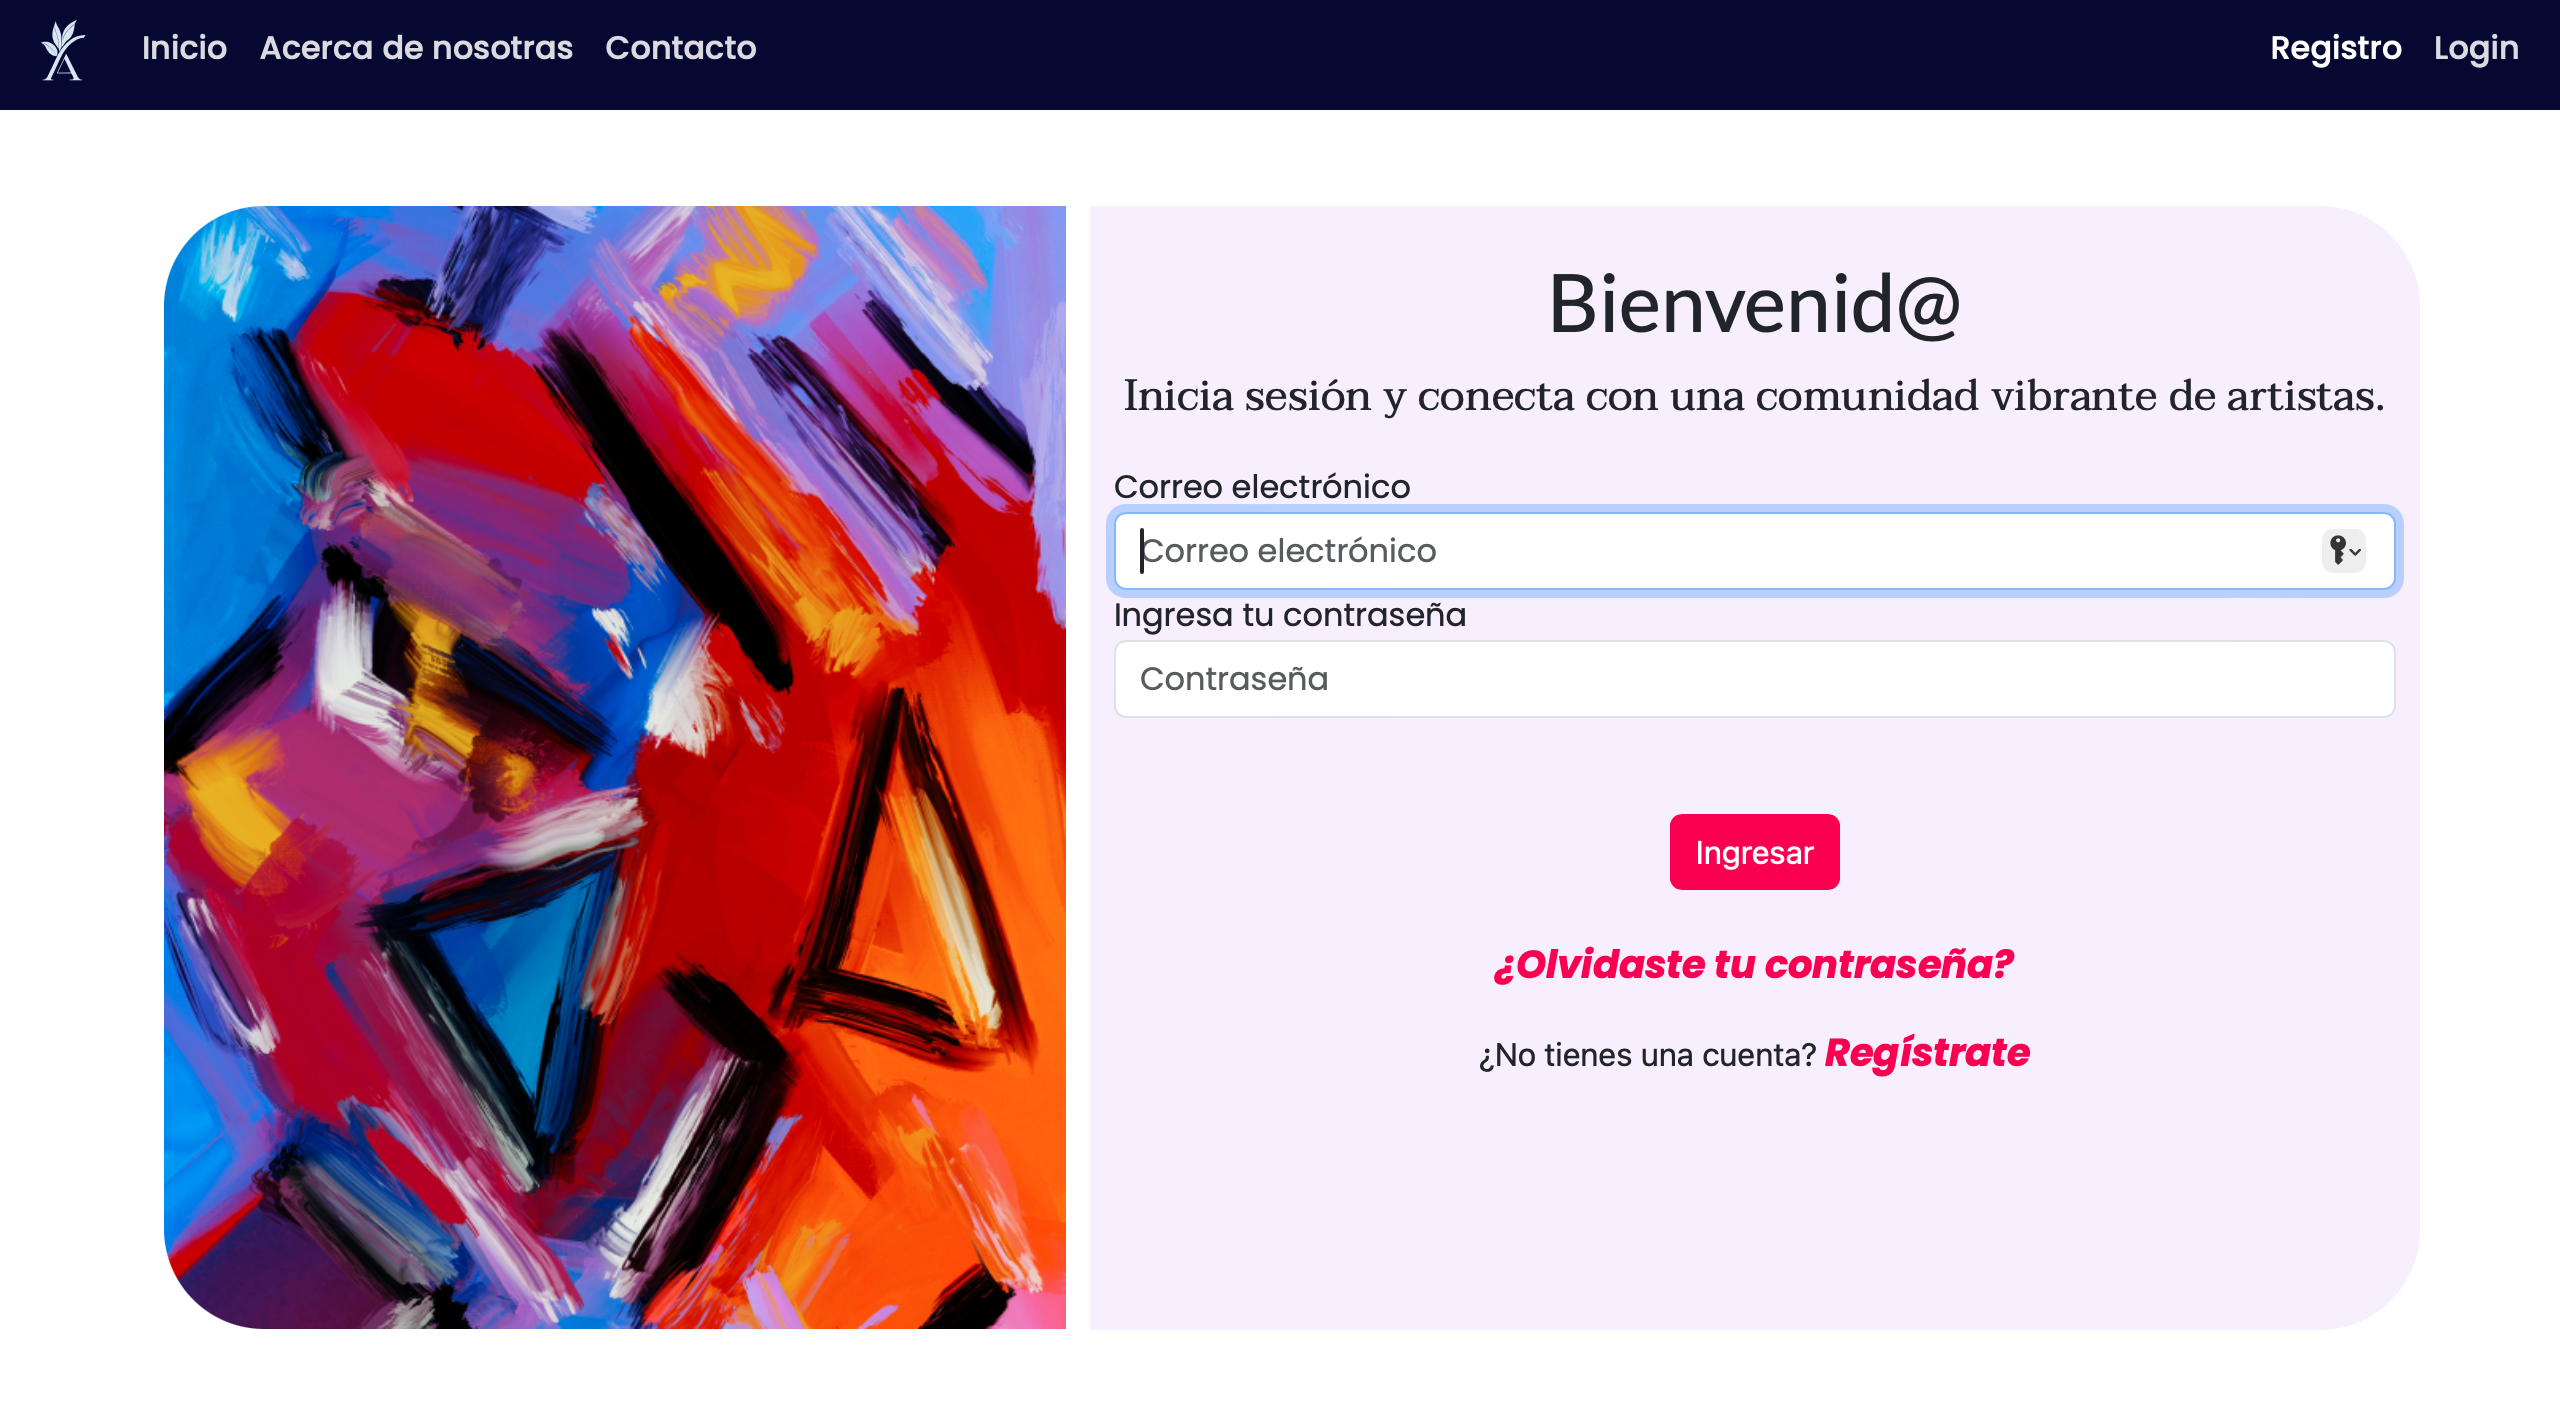 Inicio Acerca de nosotras Contacto Registro Login
Bienvenid@
Inicia sesión y conecta con una comunidad vibrante de artistas.
Correo electrónico
Correo electrónico
Ingresa tu contraseña
Contraseña
Ingresar
¿Olvidaste tu contraseña?
¿No tienes una cuenta? Regístrate